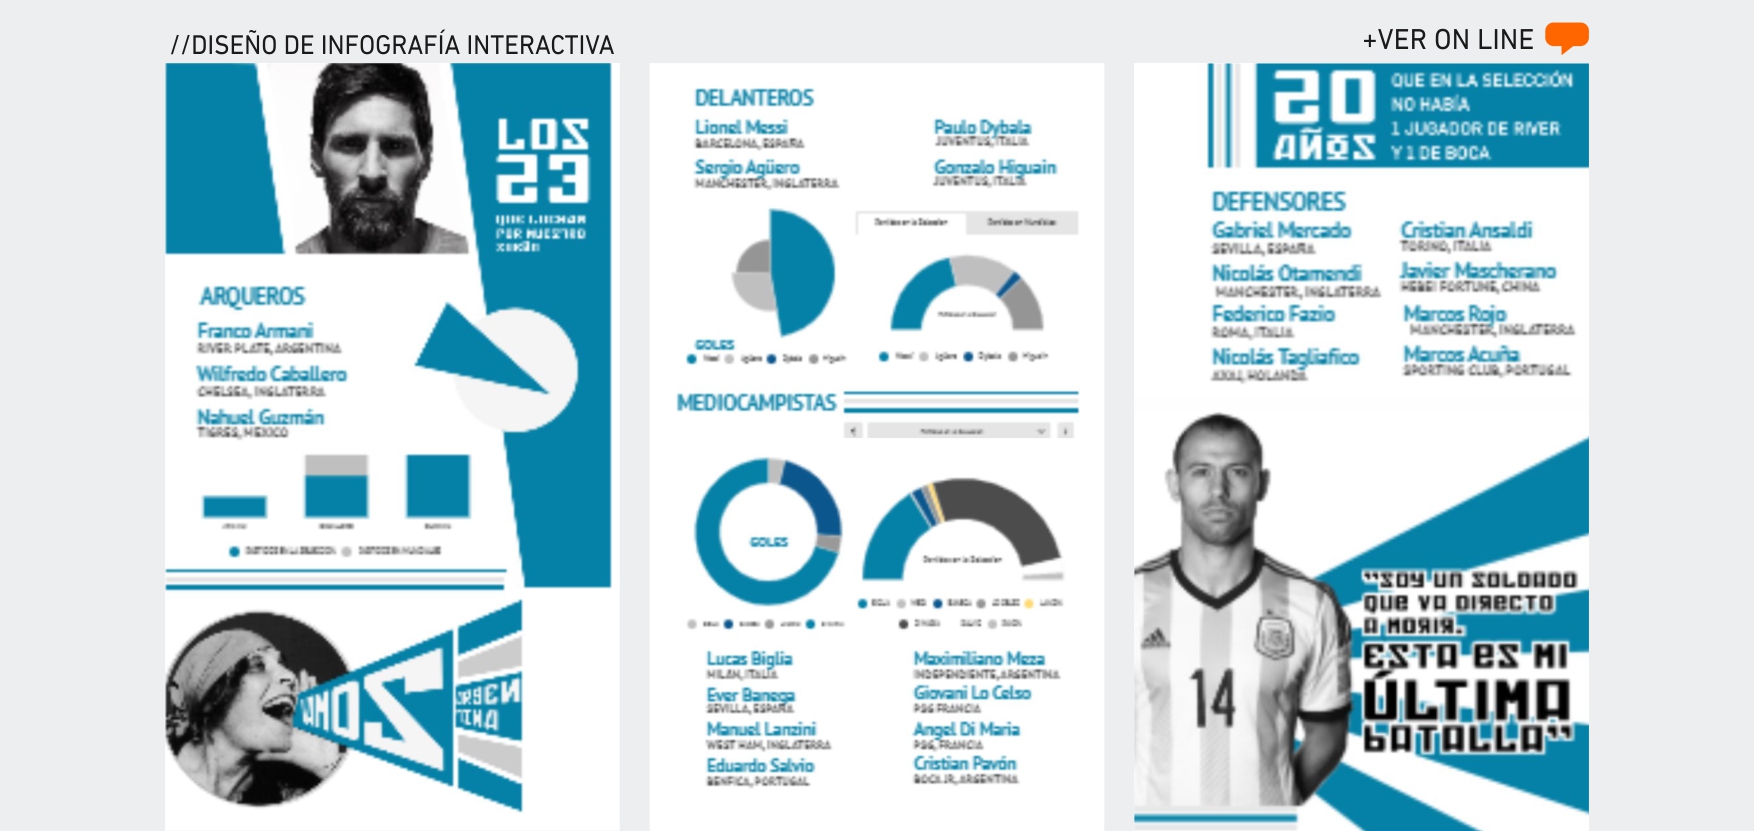 //DISEÑO DE INFOGRAFÍA INTERACTIVA
+VER ON LINE
LOS
23
QUE LUCHAN
POR NUESTRO
ARQUEROS
Franco Armani
RIVER PLATE, ARGENTINA
Wilfredo Caballero
CHELSEA, INGLATERRA
Nahuel Guzmán
TIGRES, MEXICO
AMOS
ARGEN
TINA
DELANTEROS
Lionel Messi
BARCELONA, ESPAÑA
Paulo Dybala
JUVENTUS, ITALIA
Sergio Agüero
MANCHESTER, INGLATERRA
Gonzalo Higuain
JUVENTUS, ITALIA
GOLES
MEDIOCAMPISTAS
GOLES
Lucas Biglia
MILAN, ITALIA
Ever Banega
SEVILLA, ESPAÑA
Manuel Lanzini
WEST HAM, INGLATERRA
Eduardo Salvio
BENFICA, PORTUGAL
Maximiliano Meza
INDEPENDIENTE, ARGENTINA
Giovani Lo Celso
PSG FRANCIA
Angel Di Maria
PSG, FRANCIA
Cristian Pavón
BOCA JR, ARGENTINA
20
AÑOS
QUE EN LA SELECCIÓN
NO HABÍA
1 JUGADOR DE RIVER
Y 1 DE BOCA
DEFENSORES
Gabriel Mercado
SEVILLA, ESPAÑA
Cristian Ansaldi
TORINO, ITALIA
Nicolás Otamendi
MANCHESTER, INGLATERRA
Javier Mascherano
HEBEI FORTUNE, CHINA
Federico Fazio
ROMA, ITALIA
Marcos Rojo
MANCHESTER, INGLATERRA
Nicolás Tagliafico
AXAJ, HOLANDA
Marcos Acuña
SPORTING CLUB, PORTUGAL
14
"SOY UN SOLDADO
QUE VA DIRECTO
A MORIR.
ESTA ES MI
ÚLTIMA
BATALLA"